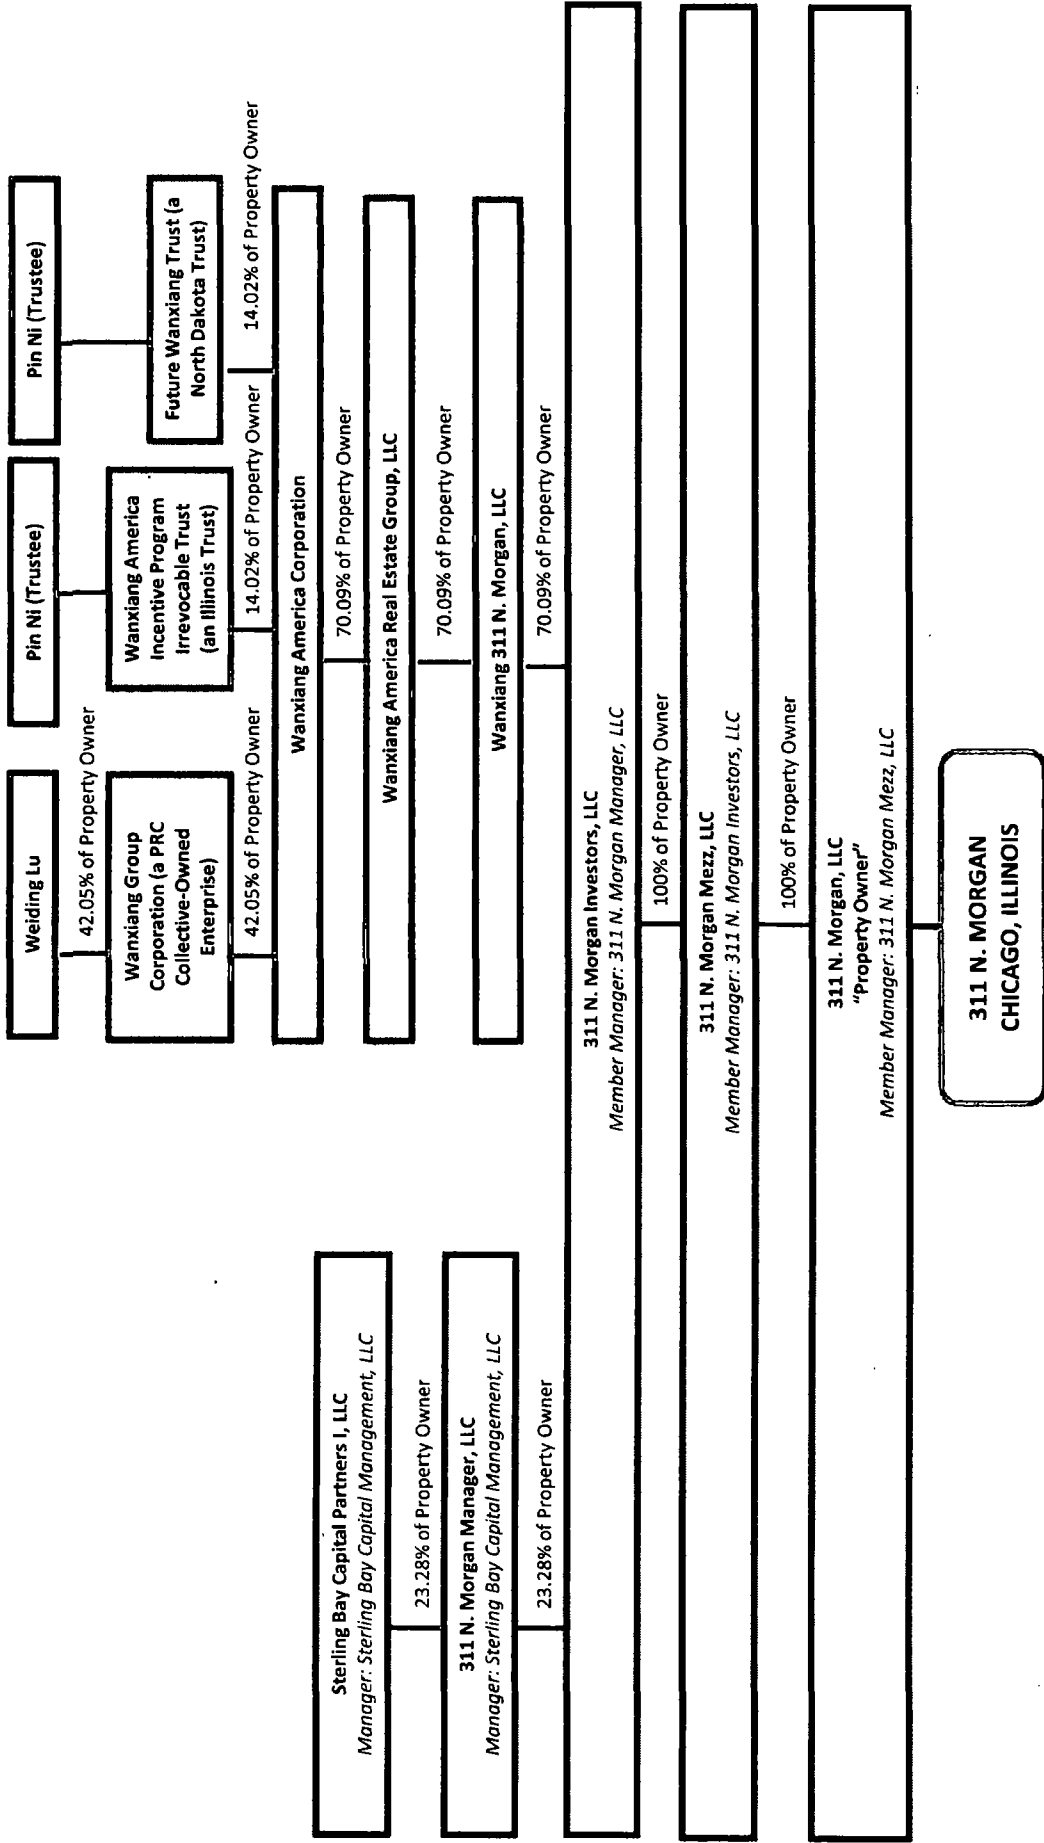 Weiding Lu
42.05% of Property Owner
Wanxiang Group
Corporation (a PRC
Collective-Owned
Enterprise)
42.05% of Property Owner
Pin Ni (Trustee)
Wanxiang America
Incentive Program
Irrevocable Trust
(an Illinois Trust)
14.02% of Property Owner
Pin Ni (Trustee)
Future Wanxiang Trust (a
North Dakota Trust)
14.02% of Property Owner
Wanxiang America Corporation
70.09% of Property Owner
Wanxiang America Real Estate Group, LLC
70.09% of Property Owner
Wanxiang 311 N. Morgan, LLC
70.09% of Property Owner
Sterling Bay Capital Partners I, LLC
Manager: Sterling Bay Capital Management, LLC
23.28% of Property Owner
311 N. Morgan Manager, LLC
Manager: Sterling Bay Capital Management, LLC
23.28% of Property Owner
311 N. Morgan Investors, LLC
Member Manager: 311 N. Morgan Manager, LLC
100% of Property Owner
311 N. Morgan Mezz, LLC
Member Manager: 311 N. Morgan Investors, LLC
100% of Property Owner
311 N. Morgan, LLC
"Property Owner"
Member Manager: 311 N. Morgan Mezz, LLC
311 N. MORGAN
CHICAGO, ILLINOIS